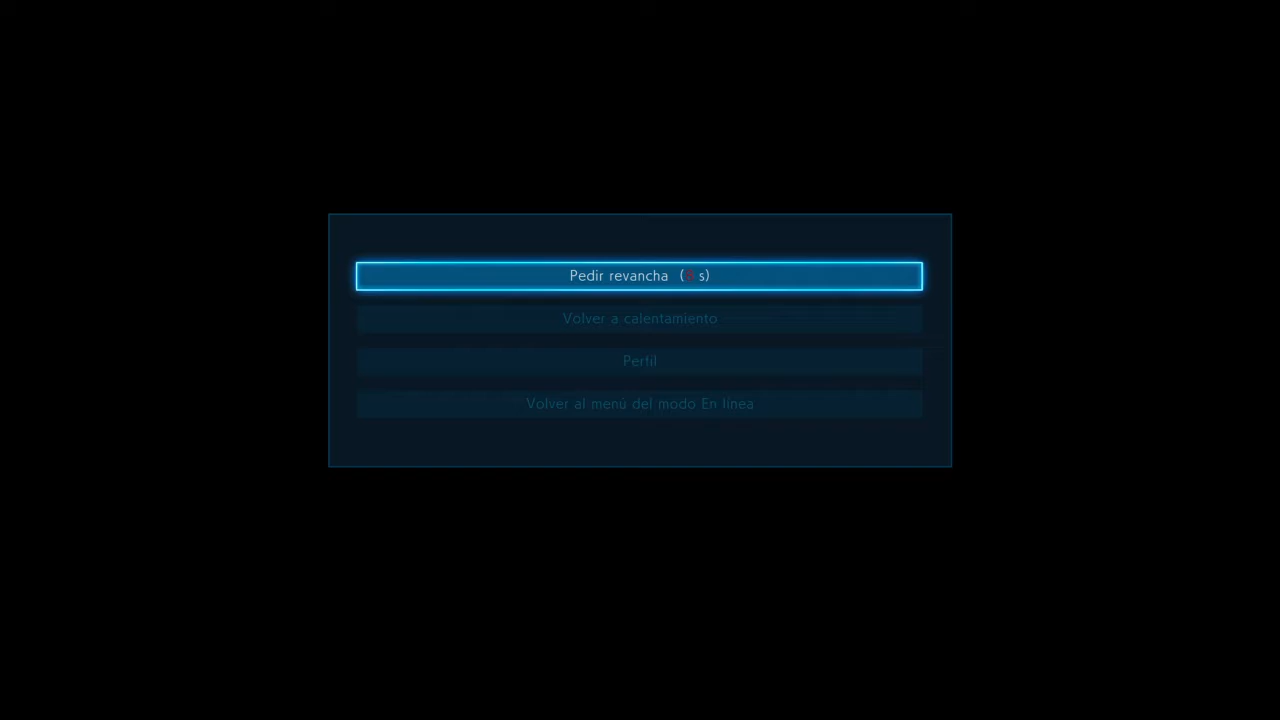 Pedir revancha ( s)
Volver a calentamiento
Perfil
Volver al menú del modo En línea